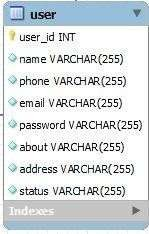 user
user_id INT
name VARCHAR(255)
phone VARCHAR(255)
email VARCHAR(255)
password VARCHAR(255)
about VARCHAR(255)
address VARCHAR(255)
status VARCHAR(255)
Indexes